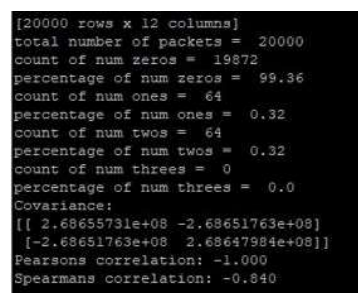 [20000 rows x 12 columns]
total number of packets =  20000
count of num zeros =  19872
percentage of num zeros =  99.36
count of num ones =  64
percentage of num ones =  0.32
count of num twos =  64
percentage of num twos =  0.32
count of num threes =  0
percentage of num threes =  0.0
Covariance:
[[ 2.68655731e+08 -2.68651763e+08]
 [-2.68651763e+08  2.68647984e+08]]
Pearsons correlation: -1.000
Spearmans correlation: -0.840